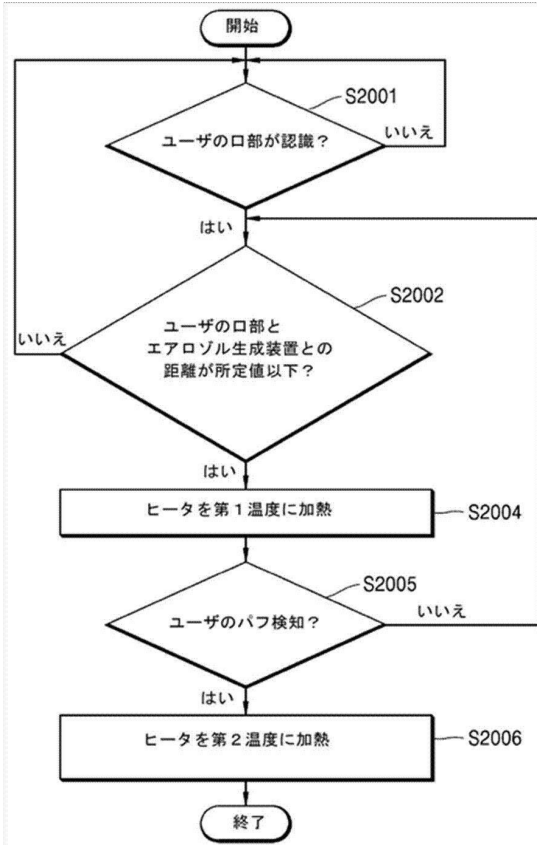 開始
S2001
ユーザの口部が認識？
いいえ
はい
S2002
ユーザの口部と
エアロゾル生成装置との
距離が所定値以下？
いいえ
はい
ヒータを第１温度に加熱
S2004
S2005
ユーザのパフ検知？
いいえ
はい
ヒータを第２温度に加熱
S2006
終了